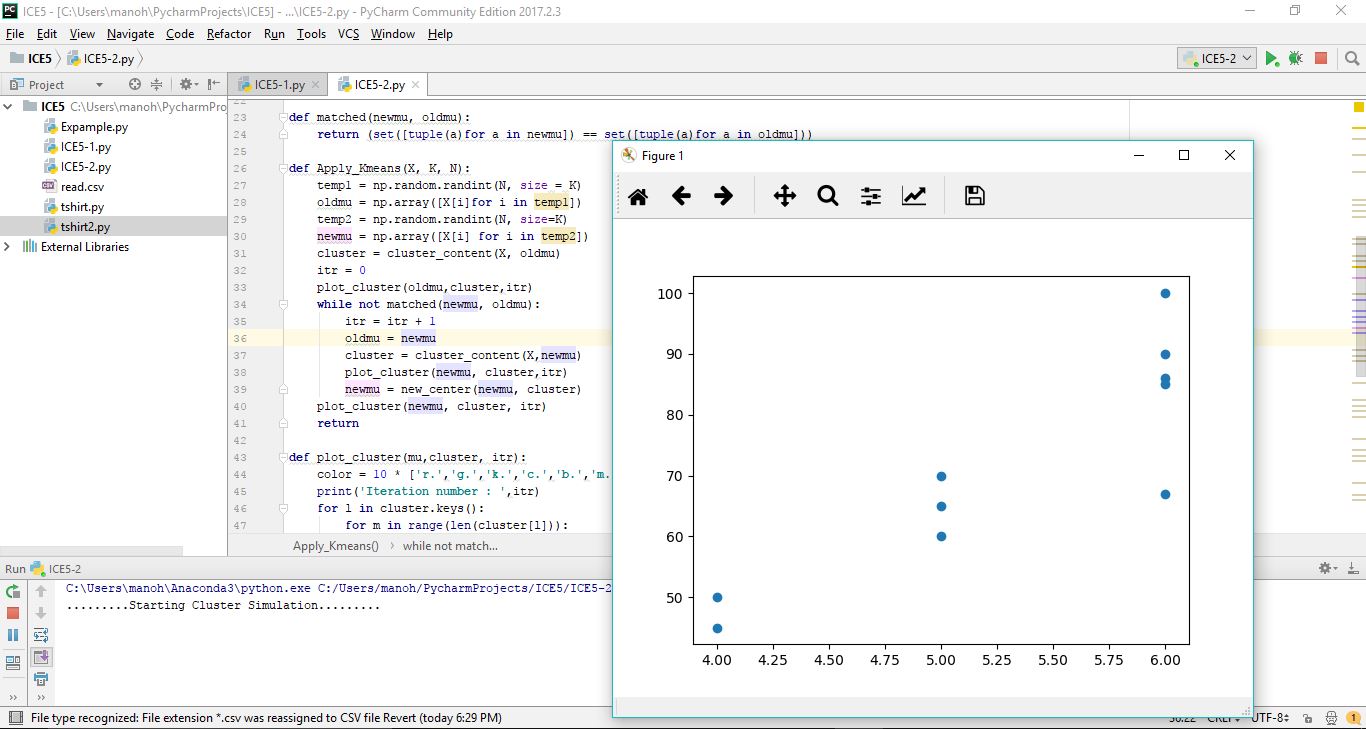 ICE5 - [C:\Users\manoh\PycharmProjects\ICE5] - ...\ICE5-2.py - PyCharm Community Edition 2017.2.3
File Edit View Navigate Code Refactor Run Tools VCS Window Help
ICE5 ICE5-2.py
ICE5-2
Project
ICE5-1.py
ICE5-2.py
ICE5 C:\Users\manoh\PycharmPro
Expample.py
ICE5-1.py
ICE5-2.py
read.csv
tshirt.py
tshirt2.py
External Libraries
22
23 def matched(newmu, oldmu):
24 return (set([tuple(a)for a in newmu]) == set([tuple(a)for a in oldmu]))
25
26 def Apply_Kmeans(X, K, N):
27 temp1 = np.random.randint(N, size = K)
28 oldmu = np.array([X[i]for i in temp1])
29 temp2 = np.random.randint(N, size=K)
30 newmu = np.array([X[i] for i in temp2])
31 cluster = cluster_content(X, oldmu)
32 itr = 0
33 plot_cluster(oldmu,cluster,itr)
34 while not matched(newmu, oldmu):
35 itr = itr + 1
36 oldmu = newmu
37 cluster = cluster_content(X,newmu)
38 plot_cluster(newmu, cluster,itr)
39 newmu = new_center(newmu, cluster)
40 plot_cluster(newmu, cluster, itr)
41 return
42
43 def plot_cluster(mu,cluster, itr):
44 color = 10 * ['r.','g.','k.','c.','b.','m.
45 print('Iteration number : ',itr)
46 for l in cluster.keys():
47 for m in range(len(cluster[l])):
Apply_Kmeans() while not match...
Figure 1
100
90
80
70
60
50
4.00 4.25 4.50 4.75 5.00 5.25 5.50 5.75 6.00
Run ICE5-2
C:\Users\manoh\Anaconda3\python.exe C:/Users/manoh/PycharmProjects/ICE5/ICE5-2
.........Starting Cluster Simulation.........
File type recognized: File extension *.csv was reassigned to CSV file Revert (today 6:29 PM)
36:22 CRLF UTF-8 1